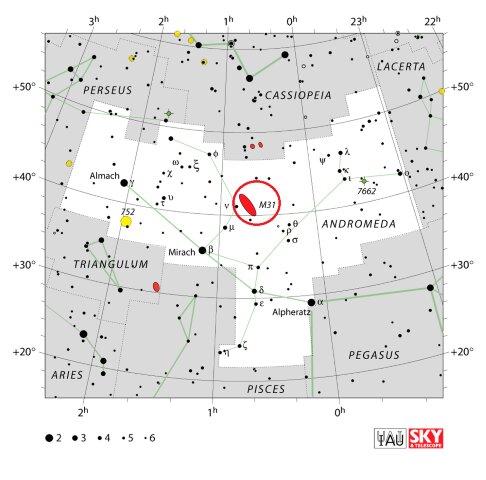 3h 2h 1h 0h 23h 22h
LACERTA
+50° PERSEUS CASSIOPEIA +50°
φ
ω ξ ψ λ
χ κ
Almach γ ι ο
+40° υ 7662 +40°
τ
ν M31
752 ANDROMEDA
μ θ
ρ
σ
Mirach β
TRIANGULUM π
+30° +30°
δ
ε α
Alpheratz
ζ
η
+20° PEGASUS +20°
ARIES
PISCES
2h 1h 0h
2 3 4 5 6
IAU SKY
& TELESCOPE